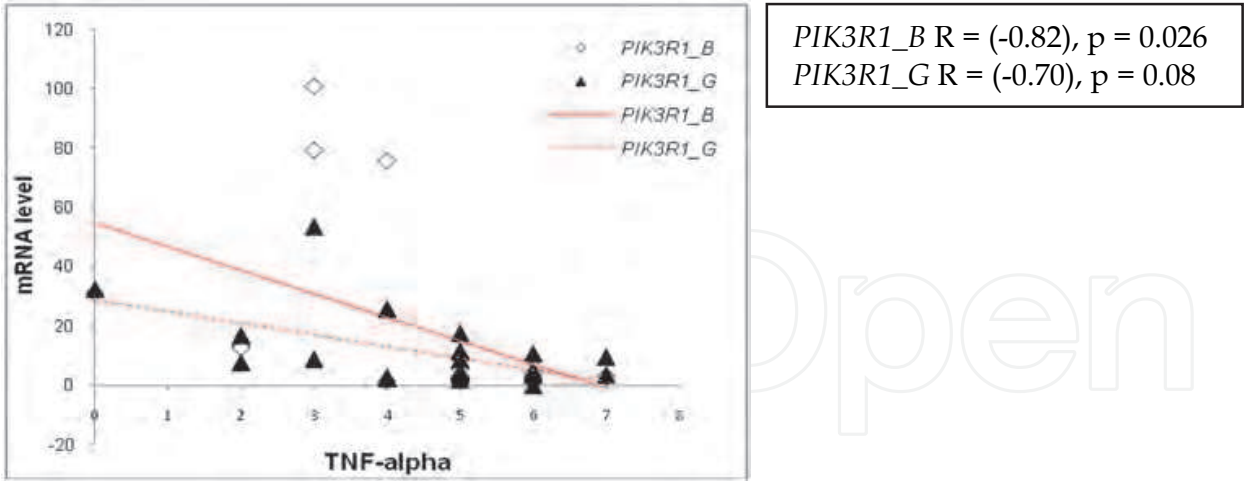 120
100
80
60
40
20
0
-20
0 1 2 3 4 5 6 7 8
mRNA level
TNF-alpha
PIK3R1_B
PIK3R1_G
PIK3R1_B
PIK3R1_G
PIK3R1_B R = (-0.82), p = 0.026
PIK3R1_G R = (-0.70), p = 0.08
Open